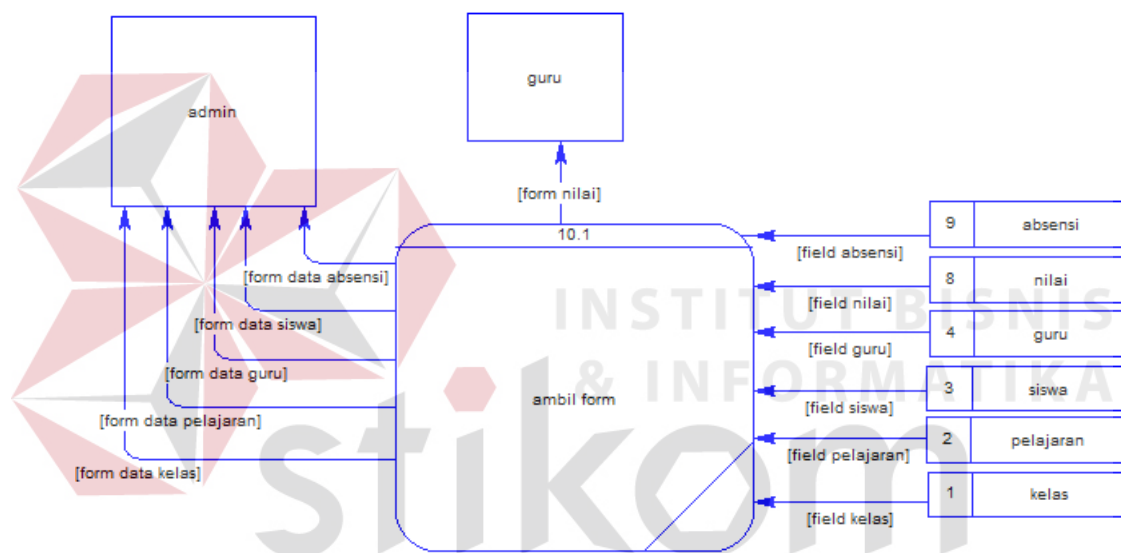 admin
guru
[form nilai]
10.1
ambil form
[form data absensi]
[form data siswa]
[form data guru]
[form data pelajaran]
[form data kelas]
[field absensi]
9 absensi
[field nilai]
8 nilai
[field guru]
4 guru
[field siswa]
3 siswa
[field pelajaran]
2 pelajaran
[field kelas]
1 kelas
INSTITUT BISNIS
& INFORMATIKA
stikom